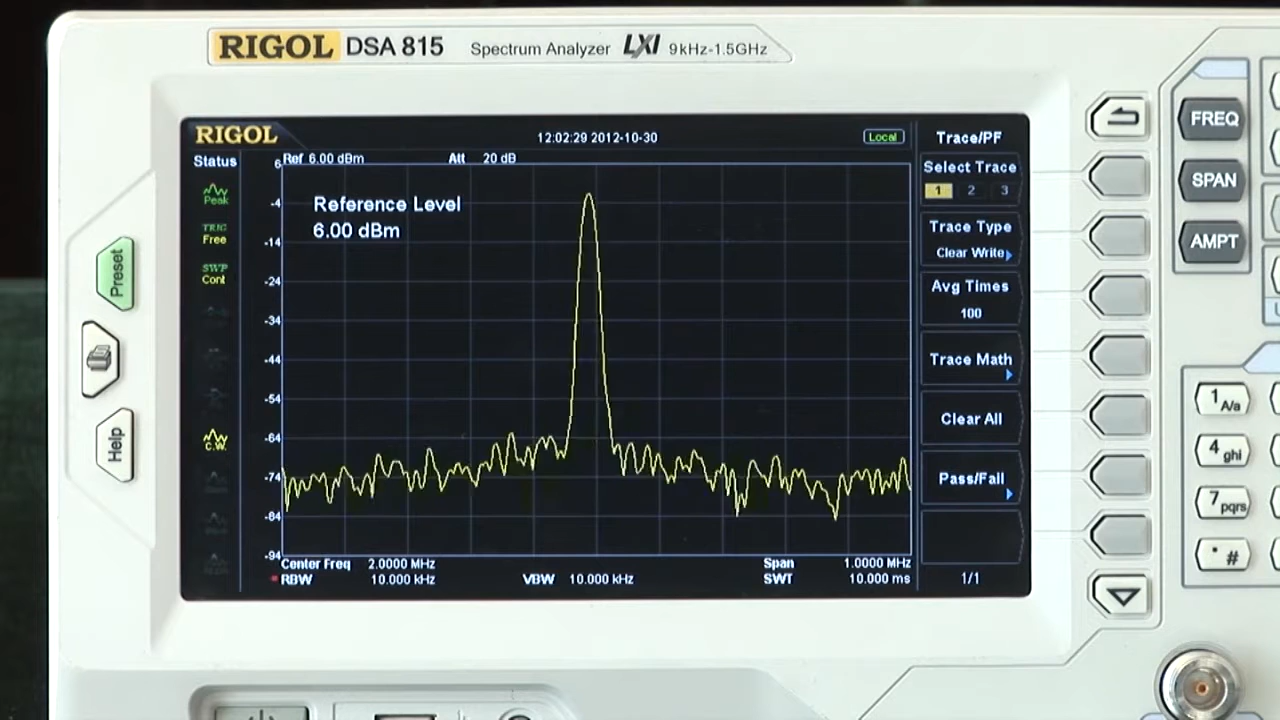 RIGOL DSA 815 Spectrum Analyzer LXI 9kHz-1.5GHz
RIGOL 12:02:29 2012-10-30 Local
Status
Ref 6.00 dBm Att 20 dB
Reference Level
6.00 dBm
6
-4
-14
-24
-34
-44
-54
-64
-74
-84
-94
Peak
TRIG
Free
SWP
Cont
C.W.
Center Freq 2.0000 MHz Span 1.0000 MHz
RBW 10.000 kHz VBW 10.000 kHz SWT 10.000 ms
Trace/PF
Select Trace
1 2 3
Trace Type
Clear Write
Avg Times
100
Trace Math
Clear All
Pass/Fail
1/1
Preset
Help
FREQ
SPAN
AMPT
1 A/a
4 ghi
7 pqrs
. #